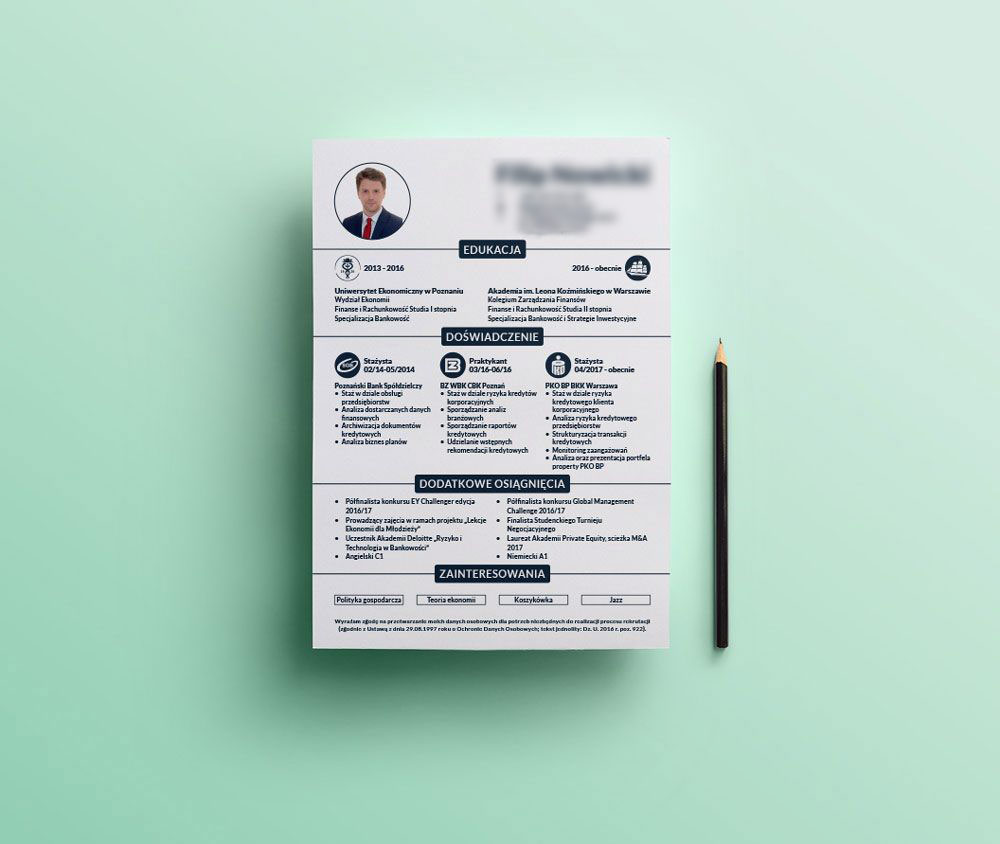 EDUKACJA
2013 - 2016
2016 - obecnie
Uniwersytet Ekonomiczny w Poznaniu
Wydział Ekonomii
Finanse i Rachunkowość Studia I stopnia
Specjalizacja Bankowość
Akademia im. Leona Koźmińskiego w Warszawie
Kolegium Zarządzania Finansów
Finanse i Rachunkowość Studia II stopnia
Specjalizacja Bankowość i Strategie Inwestycyjne
DOŚWIADCZENIE
Stażysta
02/14-05/2014
Poznański Bank Spółdzielczy
• Staż w dziale obsługi
przedsiębiorstw
• Analiza dostarczanych danych
finansowych
• Archiwizacja dokumentów
kredytowych
• Analiza biznes planów
Praktykant
03/16-06/16
BZ WBK CBK Poznań
• Staż w dziale ryzyka kredytów
korporacyjnych
• Sporządzanie analiz
branżowych
• Sporządzanie raportów
kredytowych
• Udzielanie wstępnych
rekomendacji kredytowych
Stażysta
04/2017 - obecnie
PKO BP BKK Warszawa
• Staż w dziale ryzyka
kredytowego klienta
korporacyjnego
• Analiza ryzyka kredytowego
przedsiębiorstw
• Strukturyzacja transakcji
kredytowych
• Monitoring zaangażowań
• Analiza oraz prezentacja portfela
property PKO BP
DODATKOWE OSIĄGNIĘCIA
• Półfinalista konkursu EY Challenger edycja
2016/17
• Prowadzący zajęcia w ramach projektu „Lekcje
Ekonomii dla Młodzieży"
• Uczestnik Akademii Deloitte „Ryzyko i
Technologia w Bankowości"
• Angielski C1
• Półfinalista konkursu Global Management
Challenge 2016/17
• Finalista Studenckiego Turnieju
Negocjacyjnego
• Laureat Akademii Private Equity, scieżka M&A
2017
• Niemiecki A1
ZAINTERESOWANIA
Polityka gospodarcza
Teoria ekonomii
Koszykówka
Jazz
Wyrażam zgodę na przetwarzanie moich danych osobowych dla potrzeb niezbędnych do realizacji procesu rekrutacji
(zgodnie z Ustawą z dnia 29.08.1997 roku o Ochronie Danych Osobowych; tekst jednolity: Dz. U. 2016 r. poz. 922).